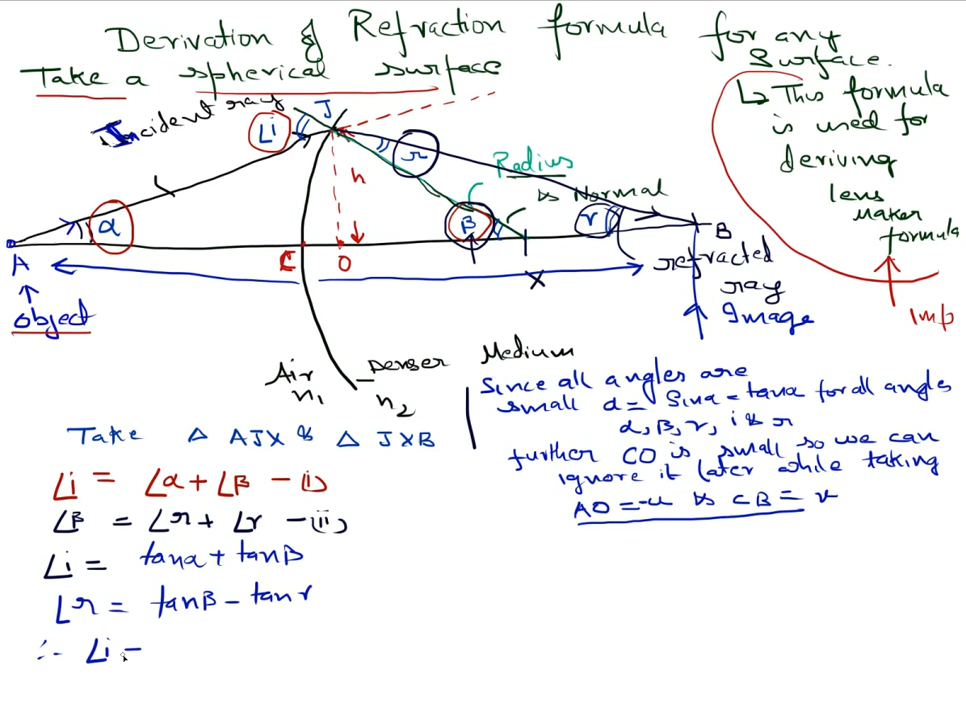 Derivation of Refraction formula for any
Surface.
Take a spherical surface
↳ This formula
is used for
deriving
lens
maker
formula
Imp
Incident ray
J
∠i
r
h
Radius
is Normal
α
β
γ
A
C
O
X
B
object
refracted
ray
Image
Air
n₁
Denser Medium
n₂
Since all angles are
small α = Sinα = tanα for all angles
α, β, γ, i & r
further CO is small so we can
ignore it later while taking
AO = -u & CB = v
Take Δ AJX & Δ JXB
∠i = ∠α + ∠β - (i)
∠β = ∠r + ∠γ - (ii)
∠i = tanα + tanβ
∠r = tanβ - tanγ
∴ ∠i =